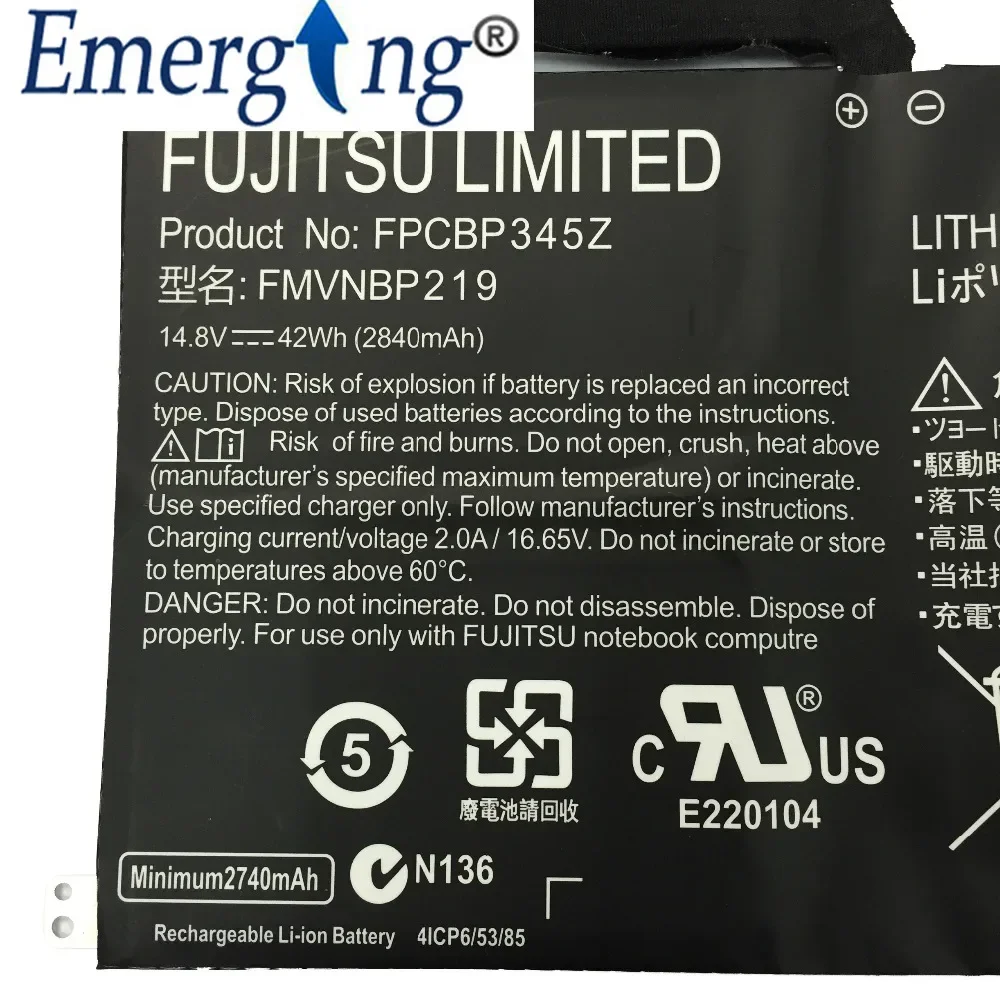 Emerging®
FUJITSU LIMITED
Product No: FPCBP345Z
型名: FMVNBP219
14.8V 42Wh (2840mAh)
CAUTION: Risk of explosion if battery is replaced an incorrect
type. Dispose of used batteries according to the instructions.
Risk of fire and burns. Do not open, crush, heat above
(manufacturer's specified maximum temperature) or incinerate.
Use specified charger only. Follow manufacturer's instructions.
Charging current/voltage 2.0A / 16.65V. Do not incinerate or store
to temperatures above 60°C.
DANGER: Do not incinerate. Do not disassemble. Dispose of
properly. For use only with FUJITSU notebook computre
5
廢電池請回收
C RU® US
E220104
Minimum2740mAh
N136
Rechargeable Li-ion Battery 4ICP6/53/85
LITH
Liポリ
・ツヨート
・駆動時
・落下等
・高温(
・当社指
・充電